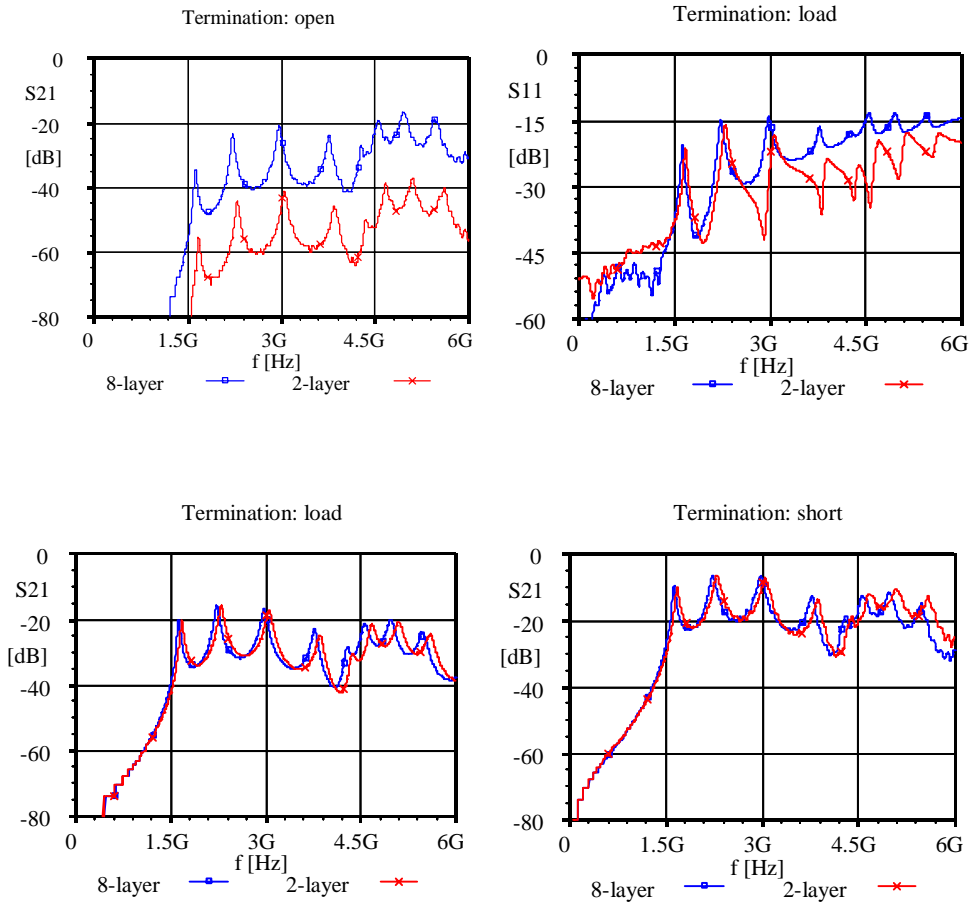 Termination: open
0
S21
-20
[dB]
-40
-60
-80
0 1.5G 3G 4.5G 6G
f [Hz]
8-layer 2-layer
Termination: load
0
S11
-15
[dB]
-30
-45
-60
0 1.5G 3G 4.5G 6G
f [Hz]
8-layer 2-layer
Termination: load
0
S21
-20
[dB]
-40
-60
-80
0 1.5G 3G 4.5G 6G
f [Hz]
8-layer 2-layer
Termination: short
0
S21
-20
[dB]
-40
-60
-80
0 1.5G 3G 4.5G 6G
f [Hz]
8-layer 2-layer